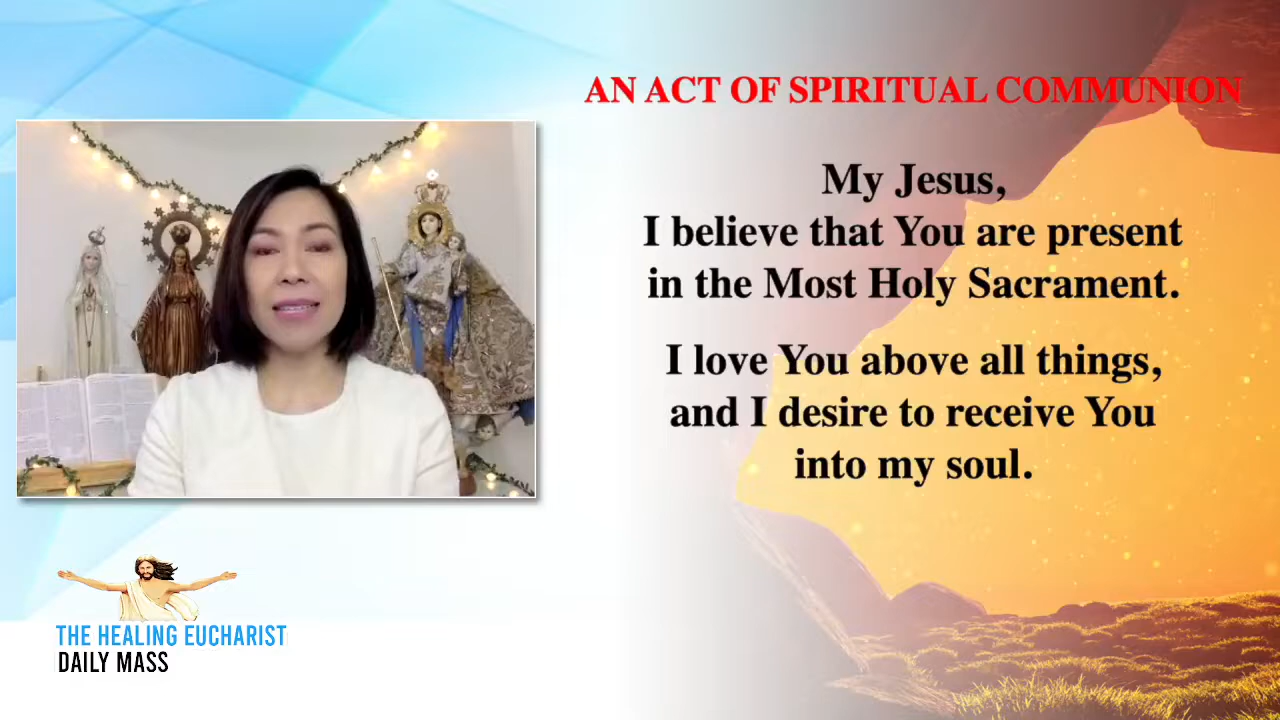 AN ACT OF SPIRITUAL COMMUNION
My Jesus,
I believe that You are present
in the Most Holy Sacrament.
I love You above all things,
and I desire to receive You
into my soul.
THE HEALING EUCHARIST
DAILY MASS